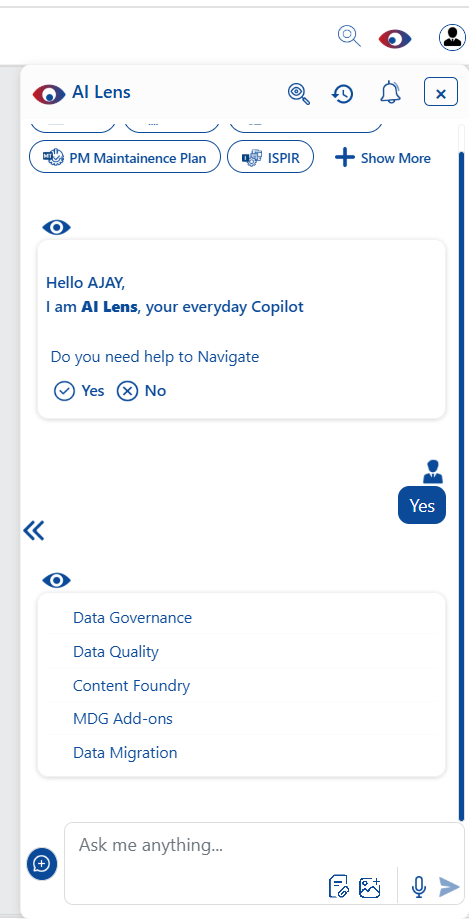 AI Lens
PM Maintainence Plan
ISPIR
Show More
Hello AJAY,
I am AI Lens, your everyday Copilot
Do you need help to Navigate
Yes No
Yes
Data Governance
Data Quality
Content Foundry
MDG Add-ons
Data Migration
Ask me anything...